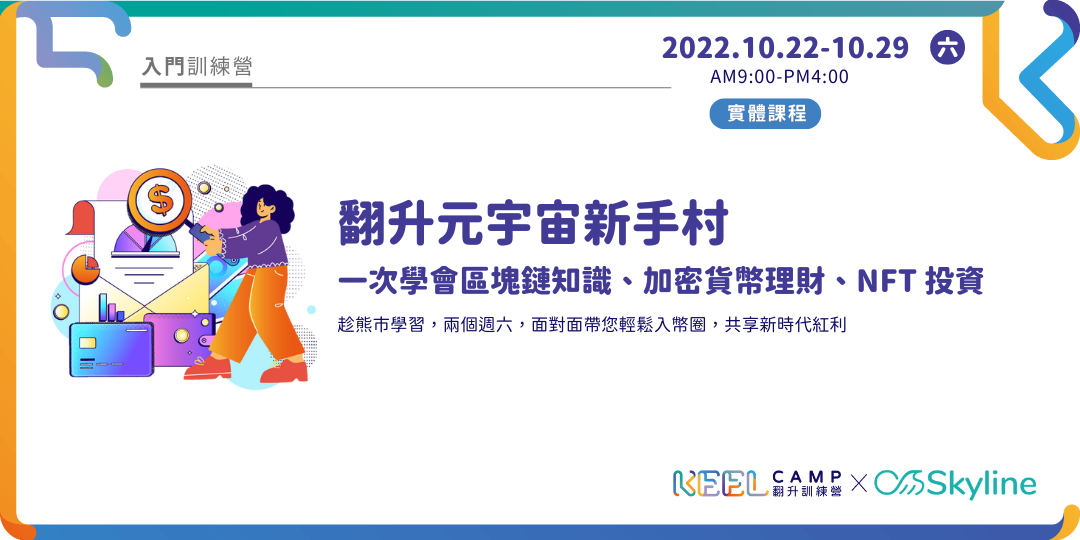 入門訓練營
2022.10.22-10.29 六
AM9:00-PM4:00
實體課程
翻升元宇宙新手村
一次學會區塊鏈知識、加密貨幣理財、NFT 投資
趁熊市學習，兩個週六，面對面帶您輕鬆入幣圈，共享新時代紅利
KEEL CAMP
翻升訓練營
× Skyline